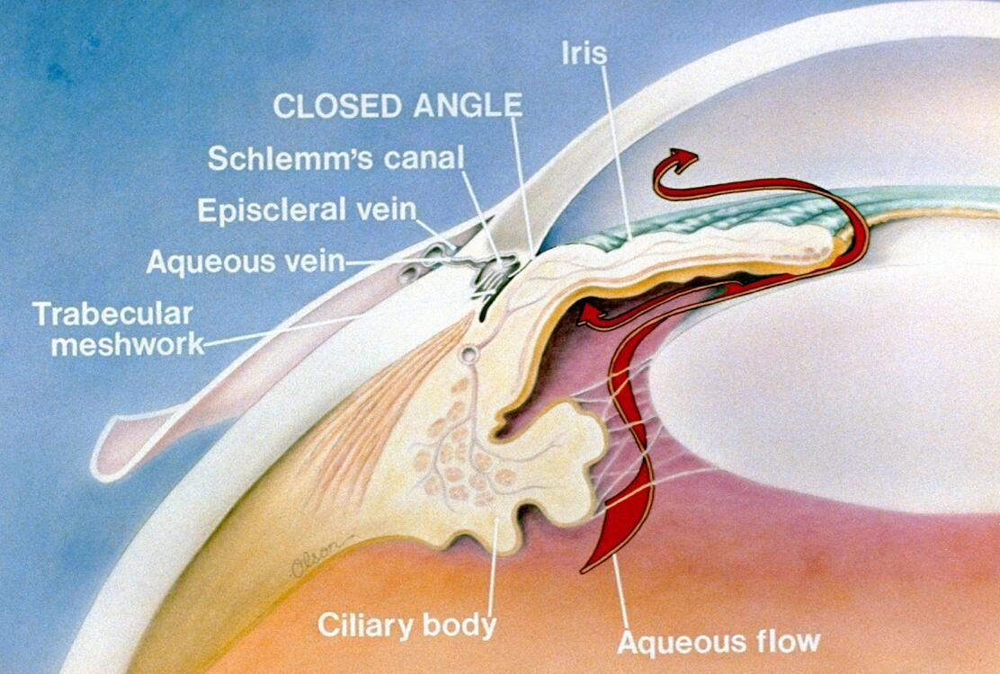 Iris
CLOSED ANGLE
Schlemm's canal
Episcleral vein
Aqueous vein
Trabecular
meshwork
Olson
Ciliary body
Aqueous flow